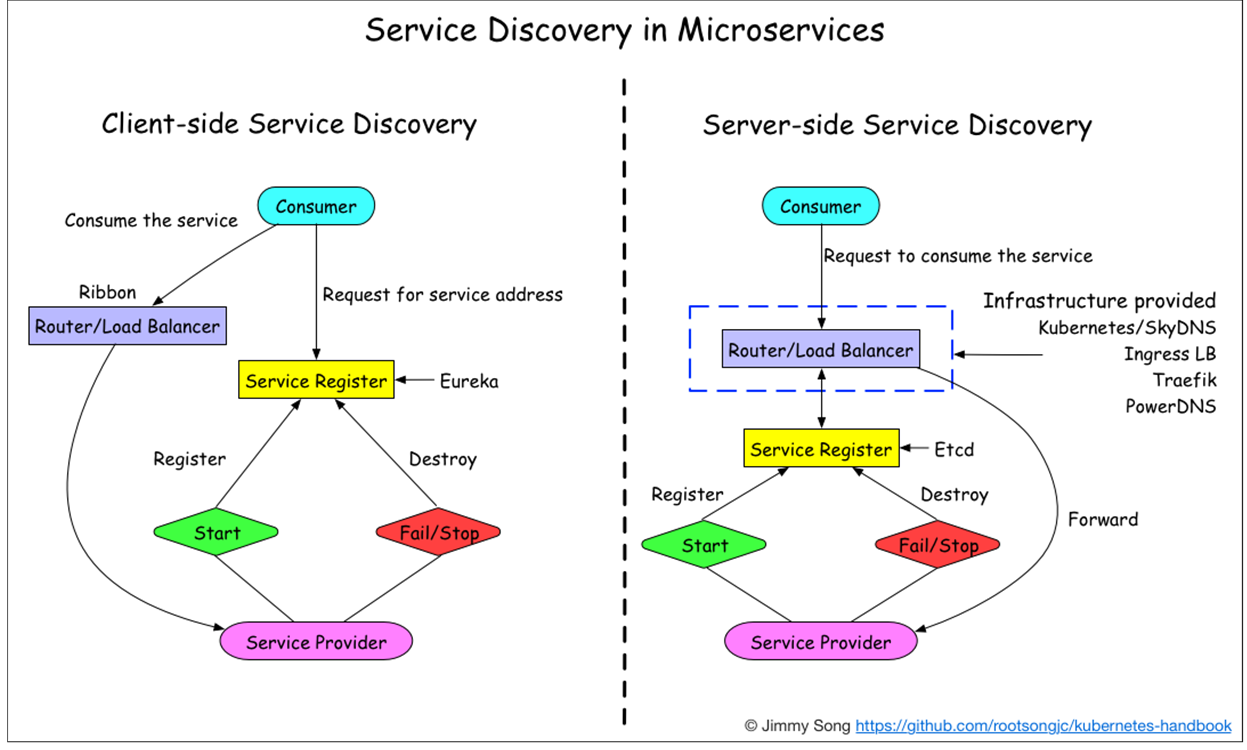 Service Discovery in Microservices
Client-side Service Discovery
Consumer
Consume the service
Ribbon
Request for service address
Router/Load Balancer
Service Register
Eureka
Register
Destroy
Start
Fail/Stop
Service Provider
Server-side Service Discovery
Consumer
Request to consume the service
Infrastructure provided
Kubernetes/SkyDNS
Ingress LB
Traefik
PowerDNS
Router/Load Balancer
Service Register
Etcd
Register
Destroy
Forward
Start
Fail/Stop
Service Provider
© Jimmy Song https://github.com/rootsongjc/kubernetes-handbook